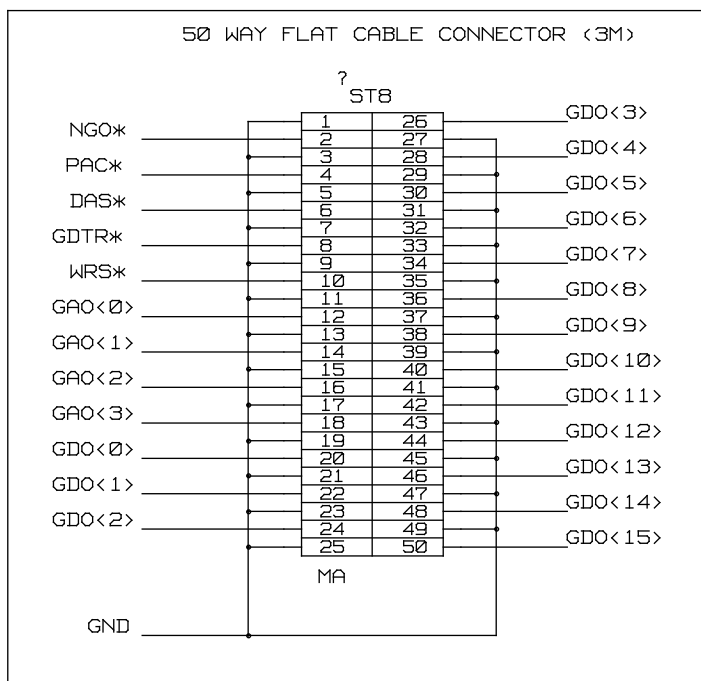 50 WAY FLAT CABLE CONNECTOR (3M)
?
ST8
1 26 GDO<3>
NGO* 2 27
3 28 GDO<4>
PAC* 4 29
5 30 GDO<5>
DAS* 6 31
7 32 GDO<6>
GDTR* 8 33
9 34 GDO<7>
WRS* 10 35
11 36 GDO<8>
GAO<0> 12 37
13 38 GDO<9>
GAO<1> 14 39
15 40 GDO<10>
GAO<2> 16 41
17 42 GDO<11>
GAO<3> 18 43
19 44 GDO<12>
GDO<0> 20 45
21 46 GDO<13>
GDO<1> 22 47
23 48 GDO<14>
GDO<2> 24 49
25 50 GDO<15>
MA
GND